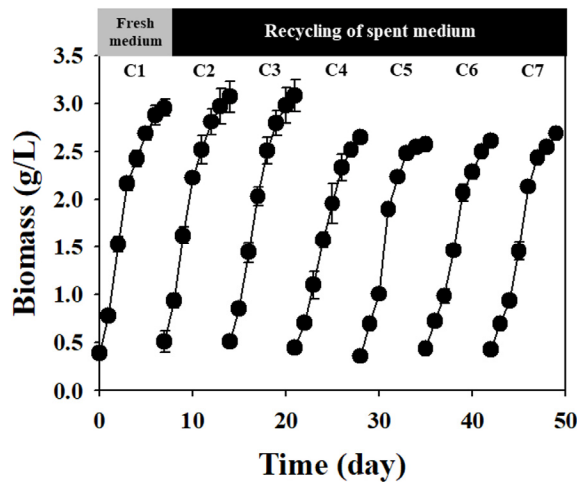 Fresh
medium
Recycling of spent medium
C1 C2 C3 C4 C5 C6 C7
3.5
3.0
2.5
2.0
1.5
1.0
0.5
0.0
Biomass (g/L)
0 10 20 30 40 50
Time (day)